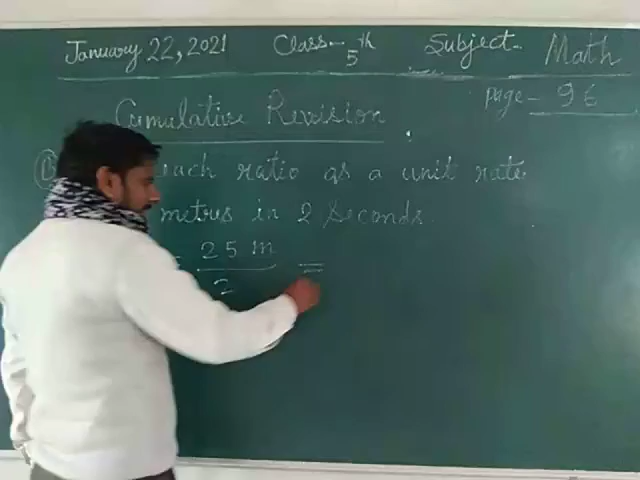 January 22, 2021 Class- 5th Subject- Math
page- 96
Cumulative Revision
each ratio as a unit rate.
metres in 2 Seconds.
= 25 m
2
=